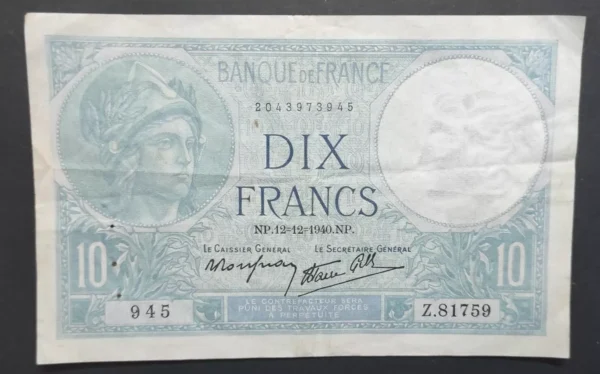 BANQUE DE FRANCE
2043973945
DIX
FRANCS
NP.12=12=1940.NP.
LE CAISSIER GÉNÉRAL LE SECRÉTAIRE GÉNÉRAL
10 10
945 Z.81759
LE CONTREFACTEUR SERA
PUNI DES TRAVAUX FORCÉS
A PERPÉTUITÉ